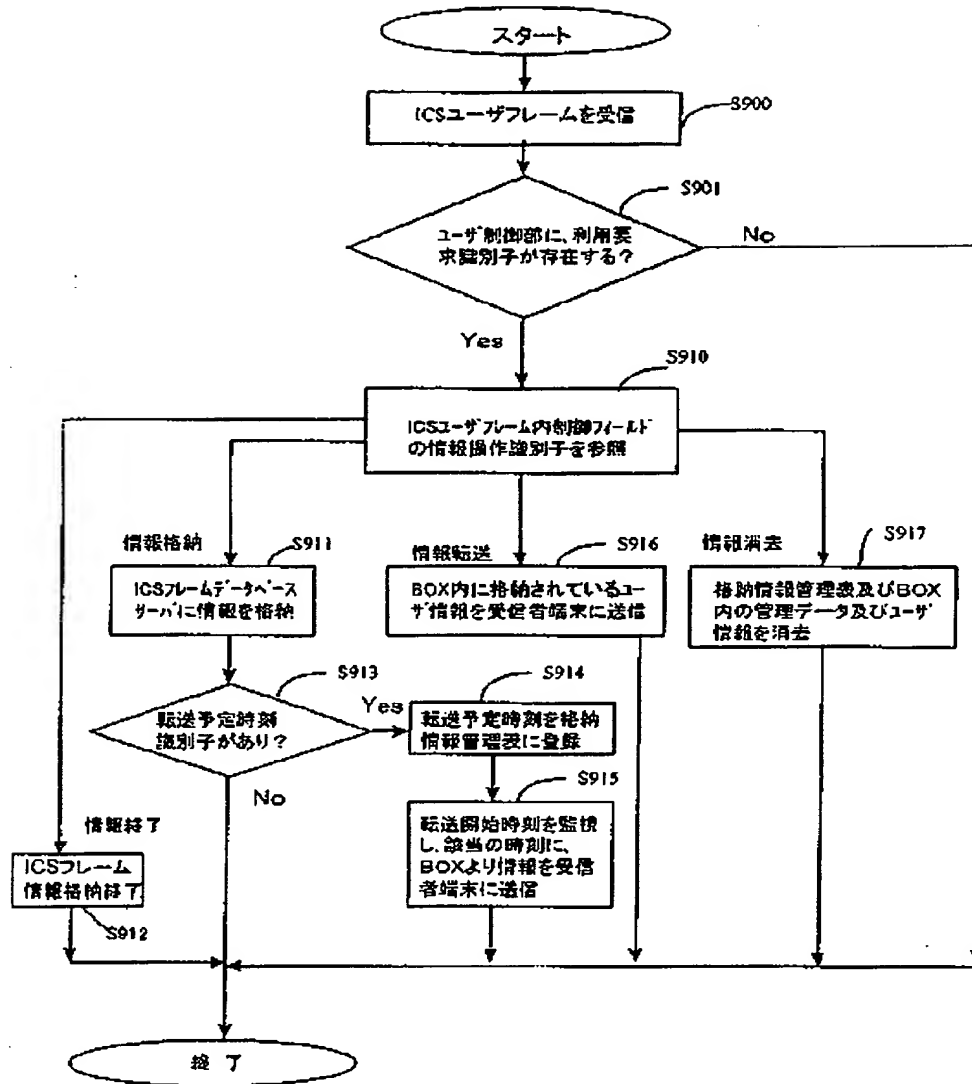 スタート
ICSユーザフレームを受信
S900
S901
ユーザ制御部に、利用要
求識別子が存在する？
No
Yes
S910
ICSユーザフレーム内制御フィールド
の情報操作識別子を参照
情報格納
S911
情報転送
S916
情報消去
S917
ICSフレームデータベース
サーバに情報を格納
BOX内に格納されているユー
ザ情報を受信者端末に送信
格納情報管理表及びBOX
内の管理データ及びユーザ
情報を消去
S913
転送予定時刻
識別子があり？
Yes
S914
転送予定時刻を格納
情報管理表に登録
No
S915
転送開始時刻を監視
し、該当の時刻に、
BOXより情報を受信
者端末に送信
情報終了
ICSフレーム
情報格納終了
S912
終了